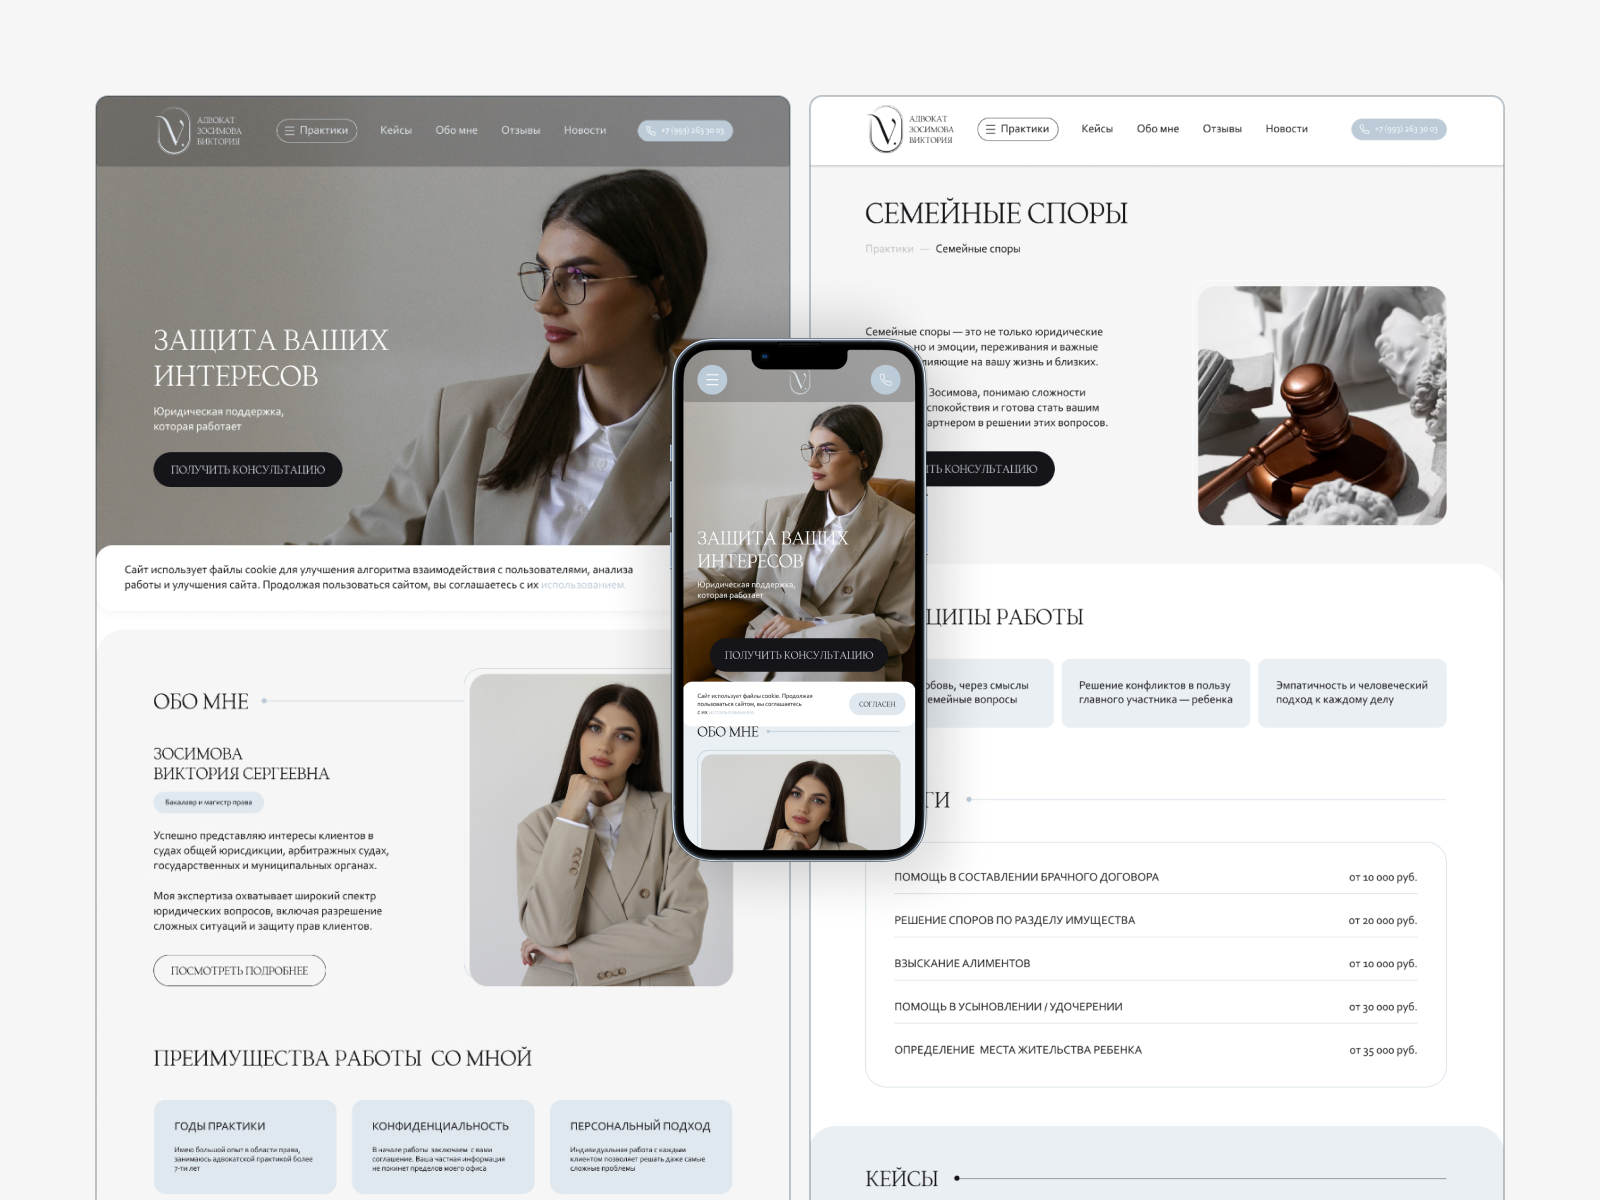 АДВОКАТ
ЗОСИМОВА
ВИКТОРИЯ
Практики
Кейсы
Обо мне
Отзывы
Новости
+7 (993) 263 30 03
ЗАЩИТА ВАШИХ
ИНТЕРЕСОВ
Юридическая поддержка,
которая работает
ПОЛУЧИТЬ КОНСУЛЬТАЦИЮ
Сайт использует файлы cookie для улучшения алгоритма взаимодействия с пользователями, анализа
работы и улучшения сайта. Продолжая пользоваться сайтом, вы соглашаетесь с их использованием.
ОБО МНЕ
ЗОСИМОВА
ВИКТОРИЯ СЕРГЕЕВНА
Бакалавр и магистр права
Успешно представляю интересы клиентов в
судах общей юрисдикции, арбитражных судах,
государственных и муниципальных органах.
Моя экспертиза охватывает широкий спектр
юридических вопросов, включая разрешение
сложных ситуаций и защиту прав клиентов.
ПОСМОТРЕТЬ ПОДРОБНЕЕ
ПРЕИМУЩЕСТВА РАБОТЫ СО МНОЙ
ГОДЫ ПРАКТИКИ
Имею большой опыт в области права,
занимаюсь адвокатской практикой более
7-ти лет
КОНФИДЕНЦИАЛЬНОСТЬ
В начале работы заключаем с вами
соглашение. Ваша частная информация
не покинет пределов моего офиса
ПЕРСОНАЛЬНЫЙ ПОДХОД
Индивидуальная работа с каждым
клиентом позволяет решать даже самые
сложные проблемы
V.
ЗАЩИТА ВАШИХ
ИНТЕРЕСОВ
Юридическая поддержка,
которая работает
ПОЛУЧИТЬ КОНСУЛЬТАЦИЮ
Сайт использует файлы cookie. Продолжая
пользоваться сайтом, вы соглашаетесь
с их использованием.
СОГЛАСЕН
ОБО МНЕ
V.
АДВОКАТ
ЗОСИМОВА
ВИКТОРИЯ
Практики
Кейсы
Обо мне
Отзывы
Новости
+7 (993) 263 30 03
СЕМЕЙНЫЕ СПОРЫ
Практики — Семейные споры
Семейные споры — это не только юридические
но и эмоции, переживания и важные
лияющие на вашу жизнь и близких.
Зосимова, понимаю сложности
спокойствия и готова стать вашим
артнером в решении этих вопросов.
ТЬ КОНСУЛЬТАЦИЮ
ЦИПЫ РАБОТЫ
юбовь, через смыслы
емейные вопросы
Решение конфликтов в пользу
главного участника — ребенка
Эмпатичность и человеческий
подход к каждому делу
ГИ
ПОМОЩЬ В СОСТАВЛЕНИИ БРАЧНОГО ДОГОВОРА от 10 000 руб.
РЕШЕНИЕ СПОРОВ ПО РАЗДЕЛУ ИМУЩЕСТВА от 20 000 руб.
ВЗЫСКАНИЕ АЛИМЕНТОВ от 10 000 руб.
ПОМОЩЬ В УСЫНОВЛЕНИИ / УДОЧЕРЕНИИ от 30 000 руб.
ОПРЕДЕЛЕНИЕ МЕСТА ЖИТЕЛЬСТВА РЕБЕНКА от 35 000 руб.
КЕЙСЫ